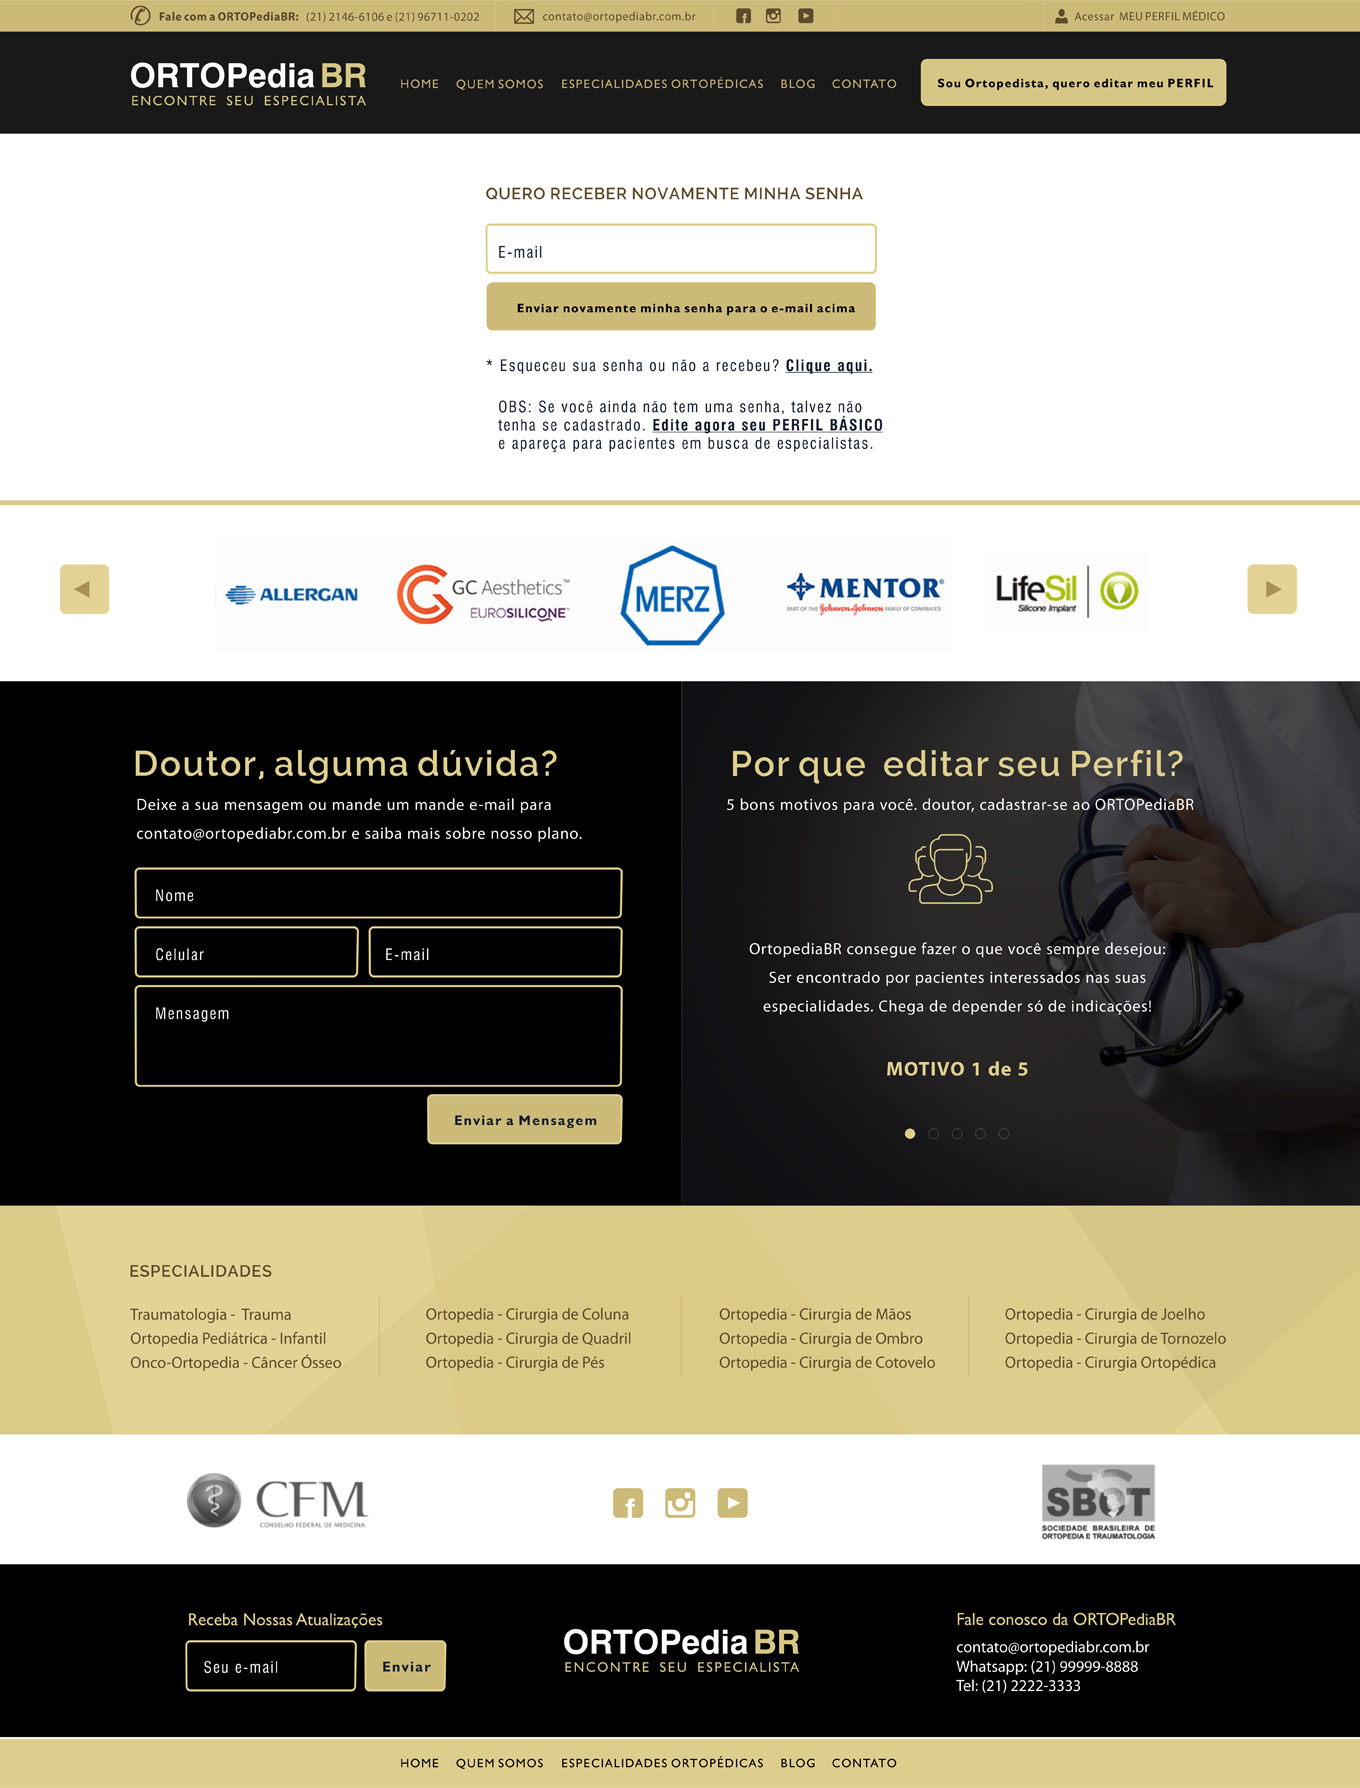 Fale com a ORTOPediaBR: (21) 2146-6106 e (21) 96711-0202
contato@ortopediabr.com.br
Acessar MEU PERFIL MÉDICO
ORTOPedia BR
ENCONTRE SEU ESPECIALISTA
HOME QUEM SOMOS ESPECIALIDADES ORTOPÉDICAS BLOG CONTATO
Sou Ortopedista, quero editar meu PERFIL
QUERO RECEBER NOVAMENTE MINHA SENHA
E-mail
Enviar novamente minha senha para o e-mail acima
* Esqueceu sua senha ou não a recebeu? Clique aqui.
OBS: Se você ainda não tem uma senha, talvez não
tenha se cadastrado. Edite agora seu PERFIL BÁSICO
e apareça para pacientes em busca de especialistas.
ALLERGAN
GC Aesthetics™
EUROSILICONE™
MERZ
MENTOR®
PART OF THE Johnson & Johnson FAMILY OF COMPANIES
LifeSil
Silicone Implant
Doutor, alguma dúvida?
Deixe a sua mensagem ou mande um mande e-mail para
contato@ortopediabr.com.br e saiba mais sobre nosso plano.
Nome
Celular
E-mail
Mensagem
Enviar a Mensagem
Por que editar seu Perfil?
5 bons motivos para você. doutor, cadastrar-se ao ORTOPediaBR
OrtopediaBR consegue fazer o que você sempre desejou:
Ser encontrado por pacientes interessados nas suas
especialidades. Chega de depender só de indicações!
MOTIVO 1 de 5
ESPECIALIDADES
Traumatologia - Trauma
Ortopedia Pediátrica - Infantil
Onco-Ortopedia - Câncer Ósseo
Ortopedia - Cirurgia de Coluna
Ortopedia - Cirurgia de Quadril
Ortopedia - Cirurgia de Pés
Ortopedia - Cirurgia de Mãos
Ortopedia - Cirurgia de Ombro
Ortopedia - Cirurgia de Cotovelo
Ortopedia - Cirurgia de Joelho
Ortopedia - Cirurgia de Tornozelo
Ortopedia - Cirurgia Ortopédica
CFM
CONSELHO FEDERAL DE MEDICINA
SBOT
SOCIEDADE BRASILEIRA DE
ORTOPEDIA E TRAUMATOLOGIA
Receba Nossas Atualizações
Seu e-mail
Enviar
ORTOPedia BR
ENCONTRE SEU ESPECIALISTA
Fale conosco da ORTOPediaBR
contato@ortopediabr.com.br
Whatsapp: (21) 99999-8888
Tel: (21) 2222-3333
HOME QUEM SOMOS ESPECIALIDADES ORTOPÉDICAS BLOG CONTATO